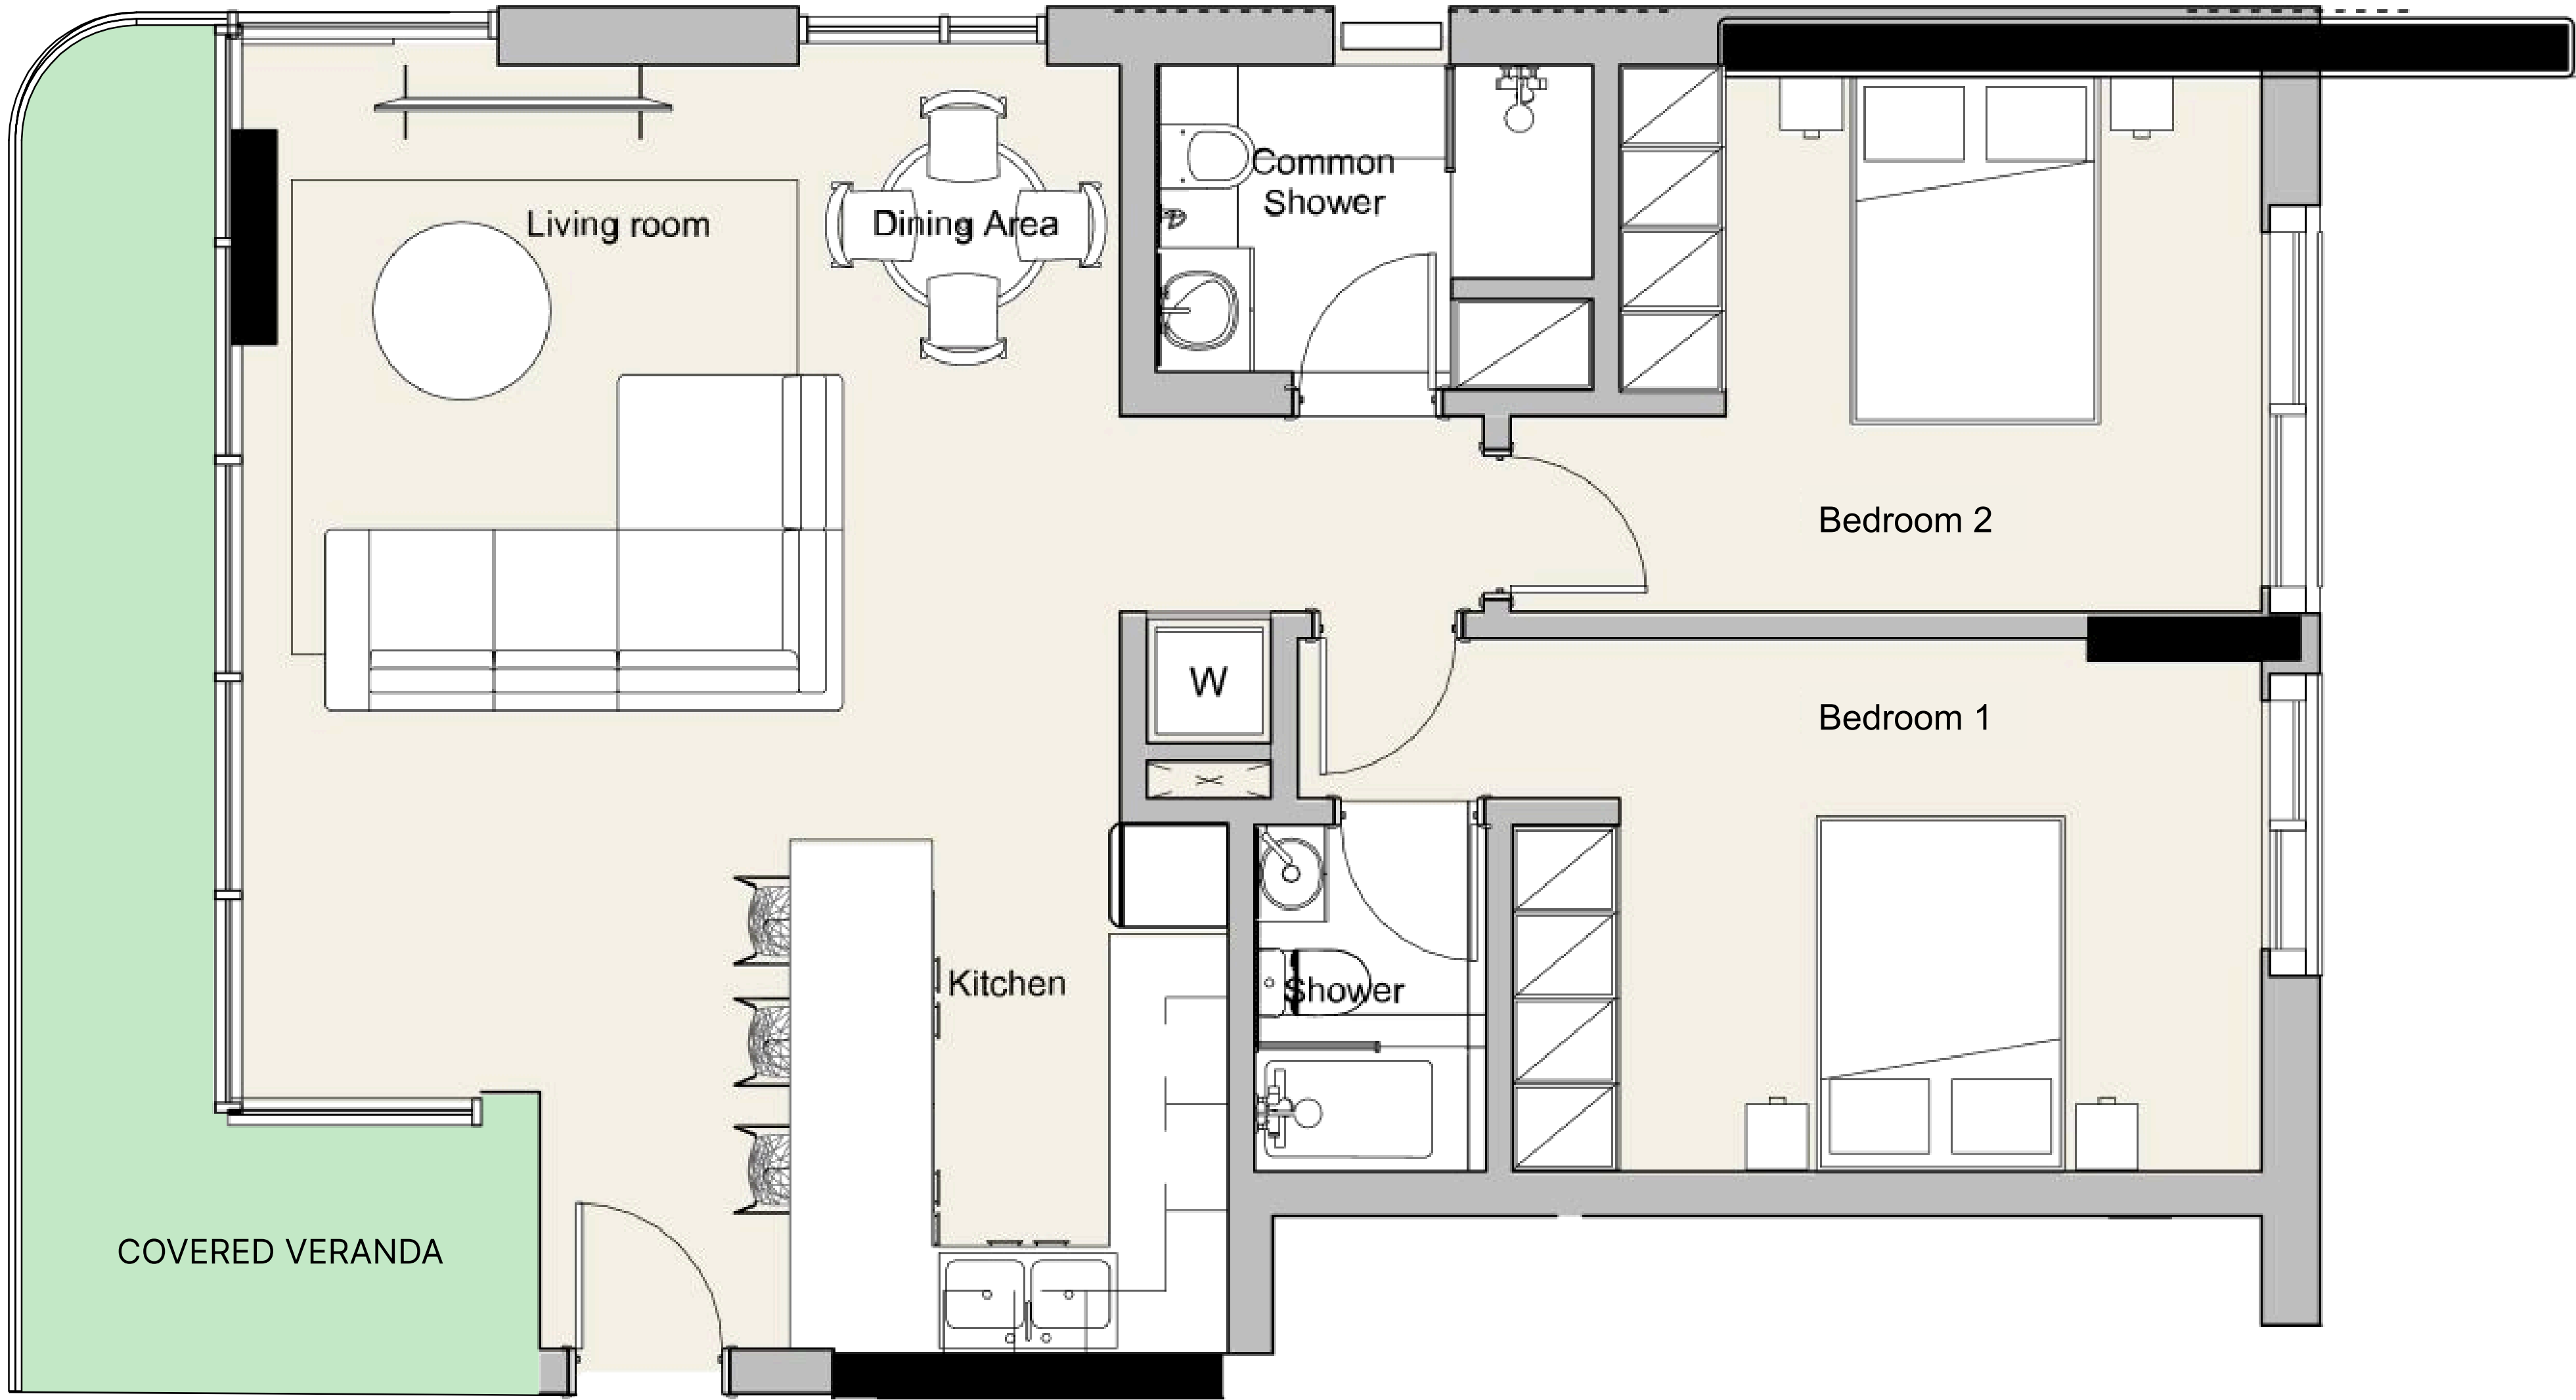 Common
Shower
Living room
Dining Area
Bedroom 2
W
Bedroom 1
Kitchen
Shower
COVERED VERANDA